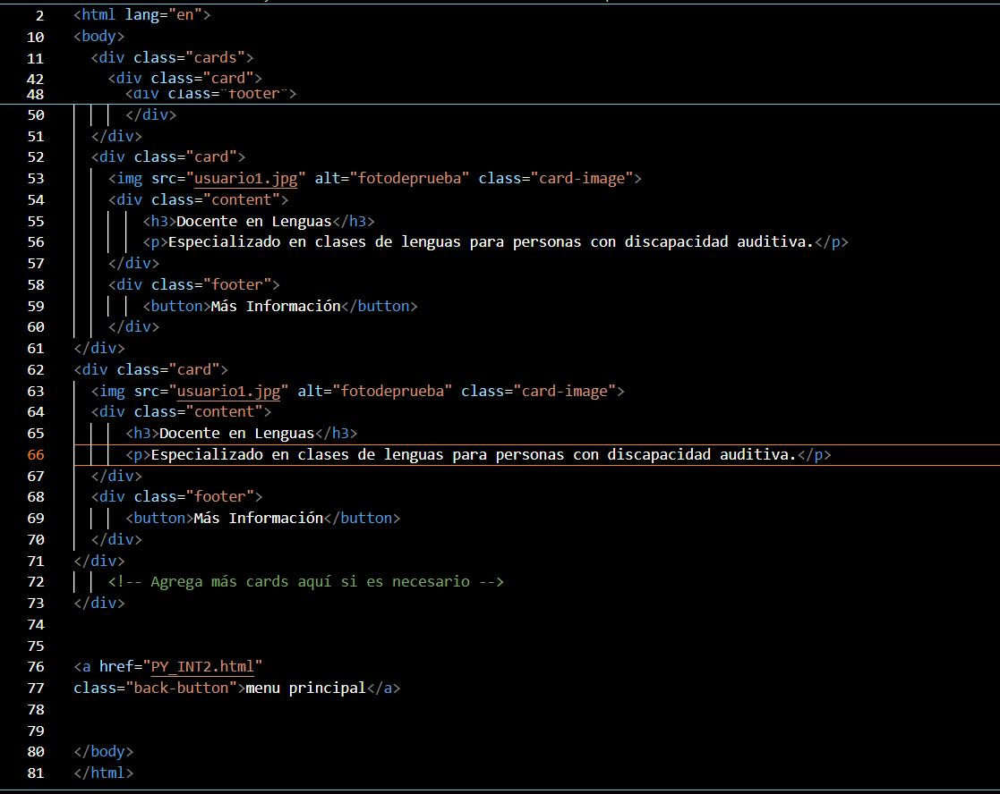 2 <html lang="en">
10 <body>
11 <div class="cards">
42 <div class="card">
48 <div class="footer">
50 </div>
51 </div>
52 <div class="card">
53 <img src="usuario1.jpg" alt="fotodeprueba" class="card-image">
54 <div class="content">
55 <h3>Docente en Lenguas</h3>
56 <p>Especializado en clases de lenguas para personas con discapacidad auditiva.</p>
57 </div>
58 <div class="footer">
59 <button>Más Información</button>
60 </div>
61 </div>
62 <div class="card">
63 <img src="usuario1.jpg" alt="fotodeprueba" class="card-image">
64 <div class="content">
65 <h3>Docente en Lenguas</h3>
66 <p>Especializado en clases de lenguas para personas con discapacidad auditiva.</p>
67 </div>
68 <div class="footer">
69 <button>Más Información</button>
70 </div>
71 </div>
72 <!-- Agrega más cards aquí si es necesario -->
73 </div>
74
75
76 <a href="PY_INT2.html"
77 class="back-button">menu principal</a>
78
79
80 </body>
81 </html>